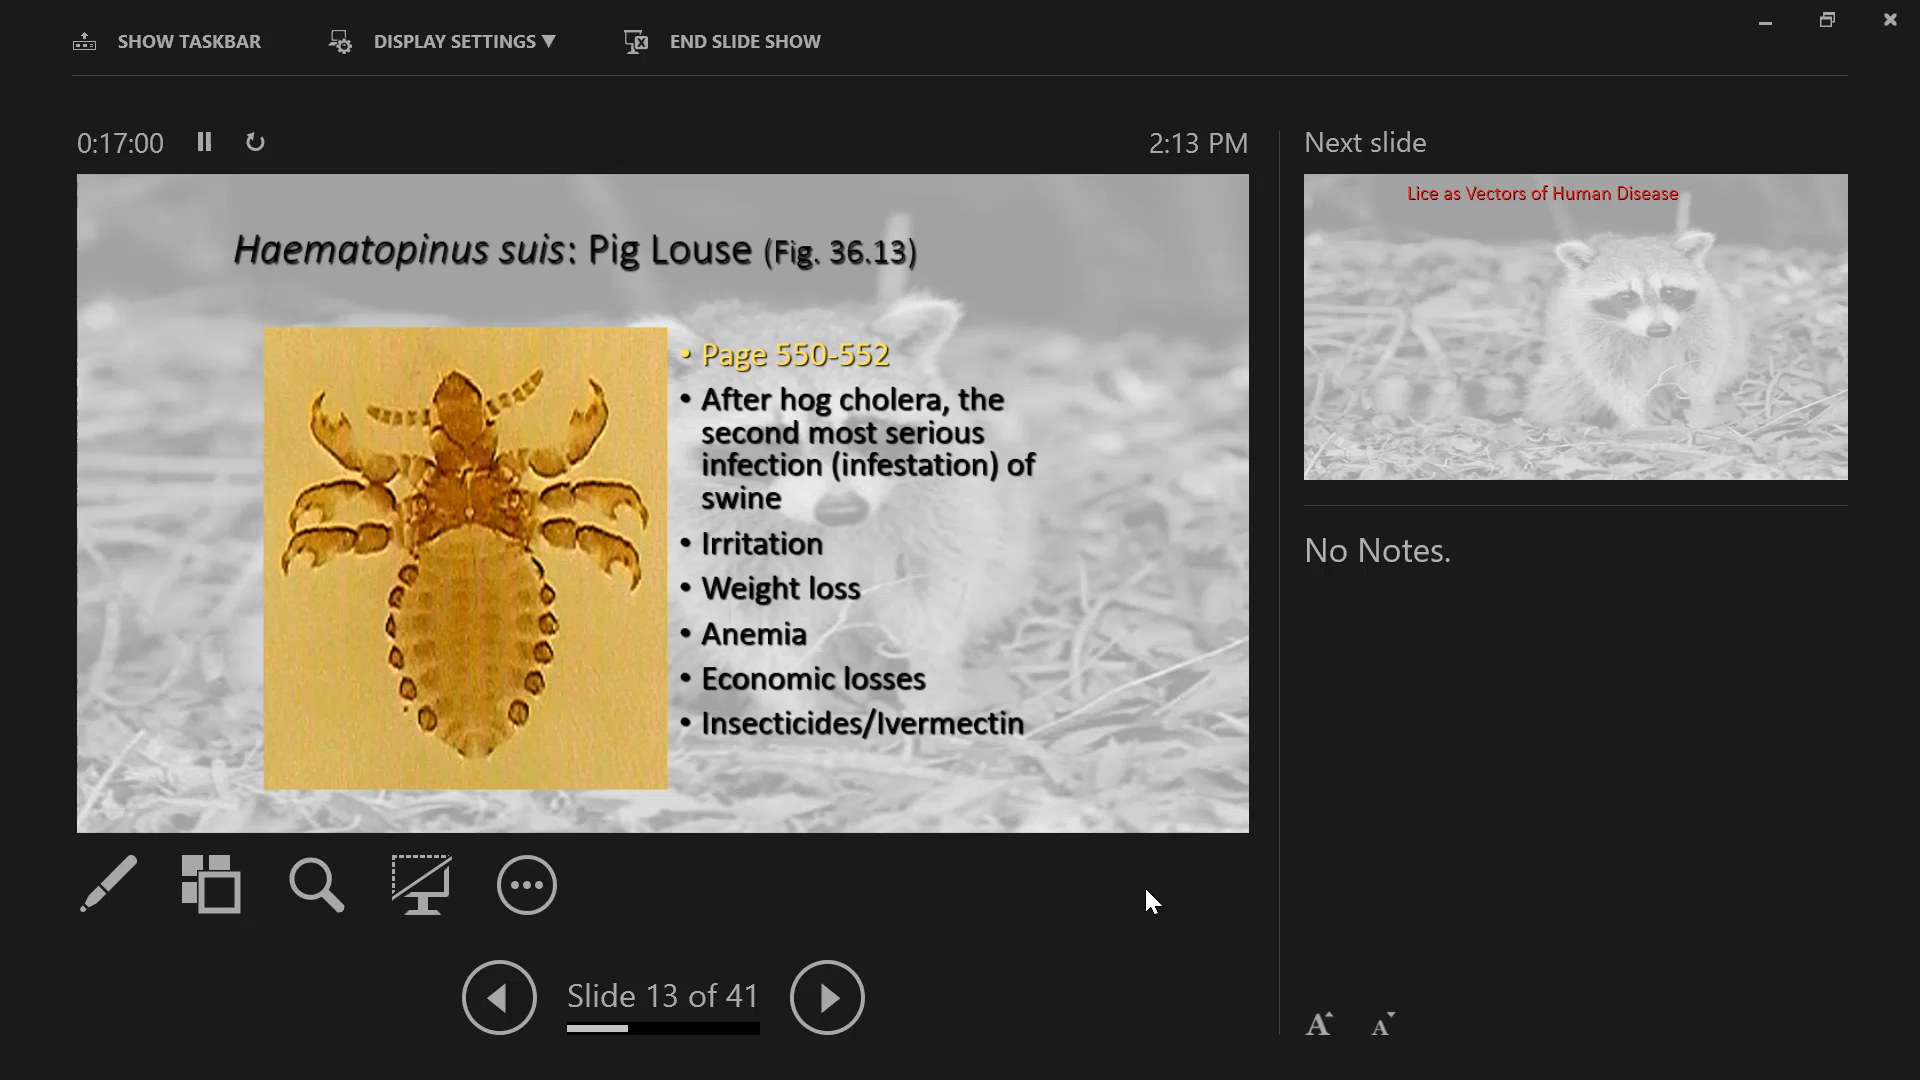 SHOW TASKBAR
DISPLAY SETTINGS ▼
END SLIDE SHOW
0:17:00
2:13 PM
Haematopinus suis: Pig Louse (Fig. 36.13)
• Page 550-552
• After hog cholera, the
second most serious
infection (infestation) of
swine
• Irritation
• Weight loss
• Anemia
• Economic losses
• Insecticides/Ivermectin
Slide 13 of 41
Next slide
Lice as Vectors of Human Disease
No Notes.
A
A